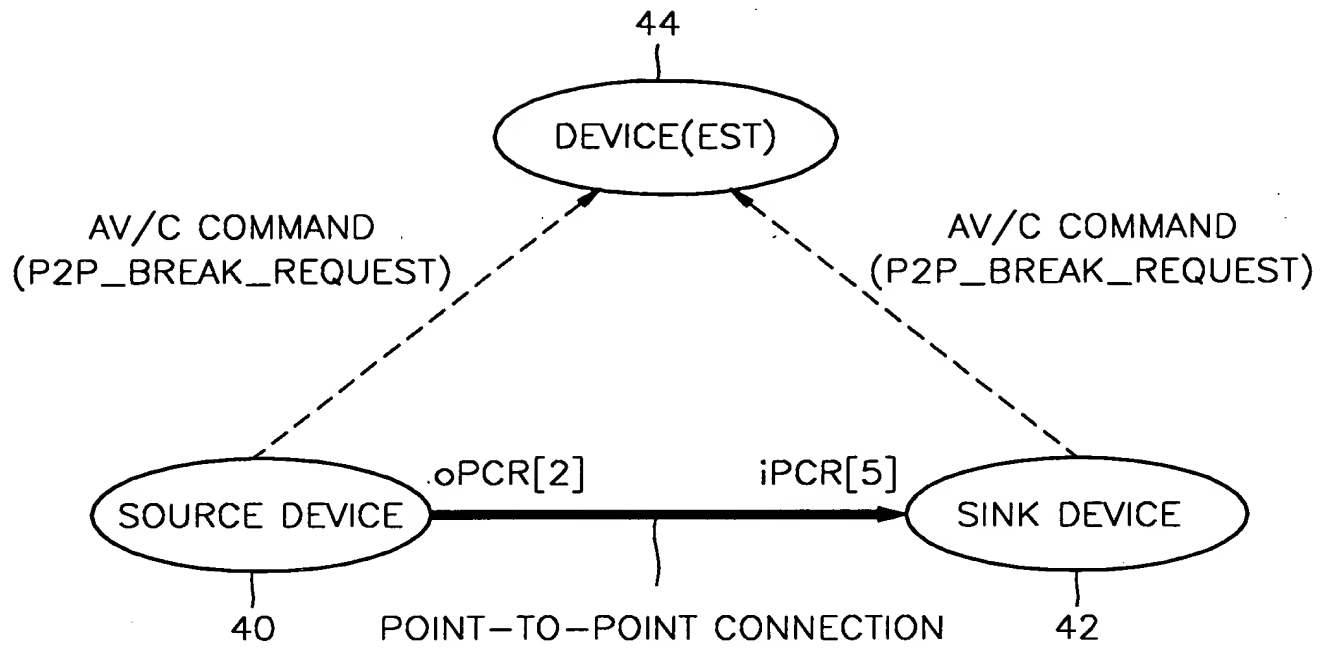 44
DEVICE(EST)
AV/C COMMAND
(P2P_BREAK_REQUEST)
AV/C COMMAND
(P2P_BREAK_REQUEST)
oPCR[2]
iPCR[5]
SOURCE DEVICE
SINK DEVICE
40
POINT-TO-POINT CONNECTION
42